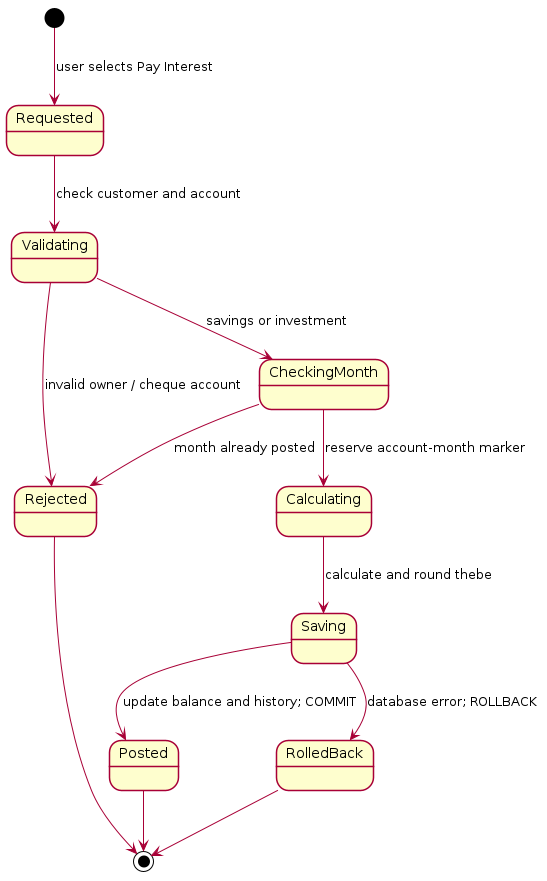 user selects Pay Interest
Requested
check customer and account
Validating
savings or investment
CheckingMonth
invalid owner / cheque account
month already posted
reserve account-month marker
Rejected
Calculating
calculate and round thebe
Saving
update balance and history; COMMIT
database error; ROLLBACK
Posted
RolledBack